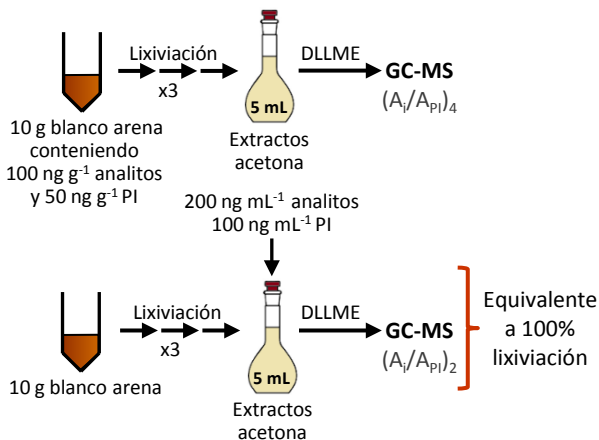 Lixiviación
x3
5 mL
DLLME
GC-MS
(Aᵢ/A_PI)₄
10 g blanco arena
conteniendo
100 ng g⁻¹ analitos
y 50 ng g⁻¹ PI
Extractos
acetona
200 ng mL⁻¹ analitos
100 ng mL⁻¹ PI
Lixiviación
x3
5 mL
DLLME
GC-MS
(Aᵢ/A_PI)₂
10 g blanco arena
Extractos
acetona
Equivalente
a 100%
lixiviación